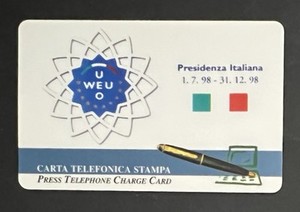 U
WEU
O
Presidenza Italiana
1. 7. 98 - 31. 12. 98
CARTA TELEFONICA STAMPA
PRESS TELEPHONE CHARGE CARD